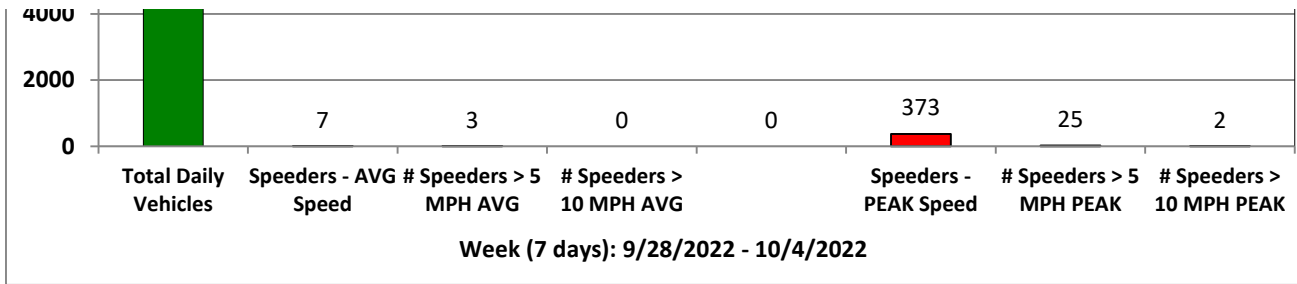 4000
2000
0
7
3
0
0
373
25
2
Total Daily Vehicles
Speeders - AVG Speed
# Speeders > 5 MPH AVG
# Speeders > 10 MPH AVG
Speeders - PEAK Speed
# Speeders > 5 MPH PEAK
# Speeders > 10 MPH PEAK
Week (7 days): 9/28/2022 - 10/4/2022